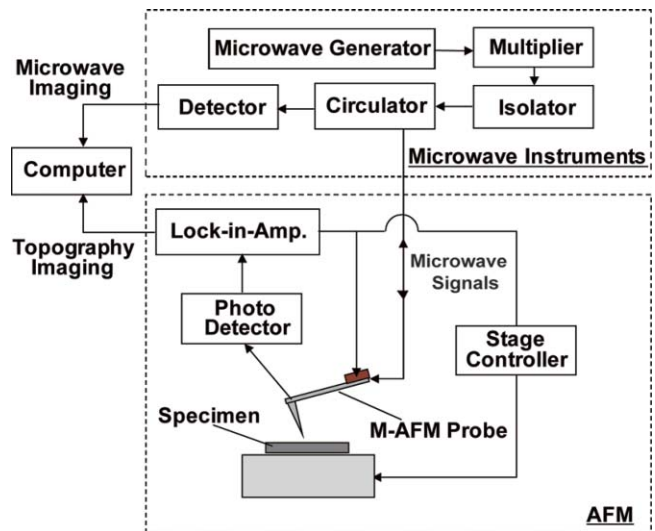 Microwave Generator
Multiplier
Microwave
Imaging
Detector
Circulator
Isolator
Microwave Instruments
Computer
Topography
Imaging
Lock-in-Amp.
Microwave
Signals
Photo
Detector
Stage
Controller
Specimen
M-AFM Probe
AFM